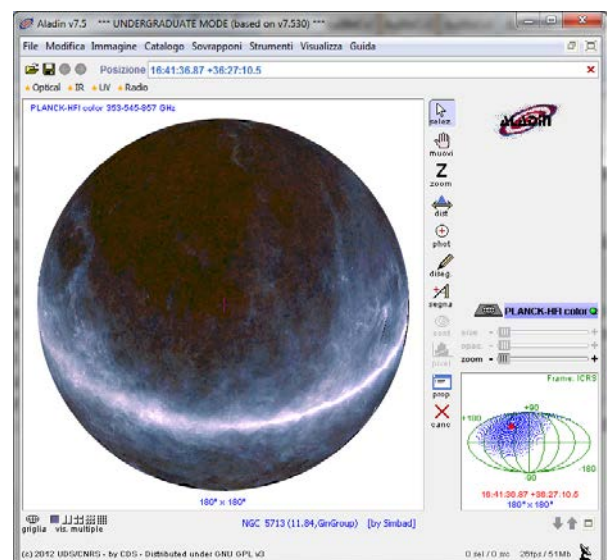 Aladin v7.5 *** UNDERGRADUATE MODE (based on v7.530) ***
File Modifica Immagine Catalogo Sovrapponi Strumenti Visualizza Guida
Posizione 16:41:36.87 +36:27:10.5
Optical IR UV Radio
PLANCK-HFI color 353-545-857 GHz
ALADIN
selez.
muovi
Z
zoom
dist
phot
diseg.
segna
prop
canc
PLANCK-HFI color
size
opac.
zoom
Frame: ICRS
+90
+180
-180
-90
16:41:36.87 +36:27:10.5
180° x 180°
180° x 180°
griglia vis. multiple
NGC 5713 (11.84,GinGroup) [by Simbad]
(c) 2012 UDS/CNRS - by CDS - Distributed under GNU GPL v3
0 sel / 0 src 26fps / 51Mb